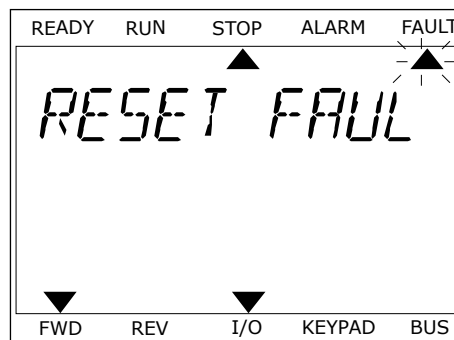 READY RUN STOP ALARM FAULT
RESET FAUL
FWD REV I/O KEYPAD BUS